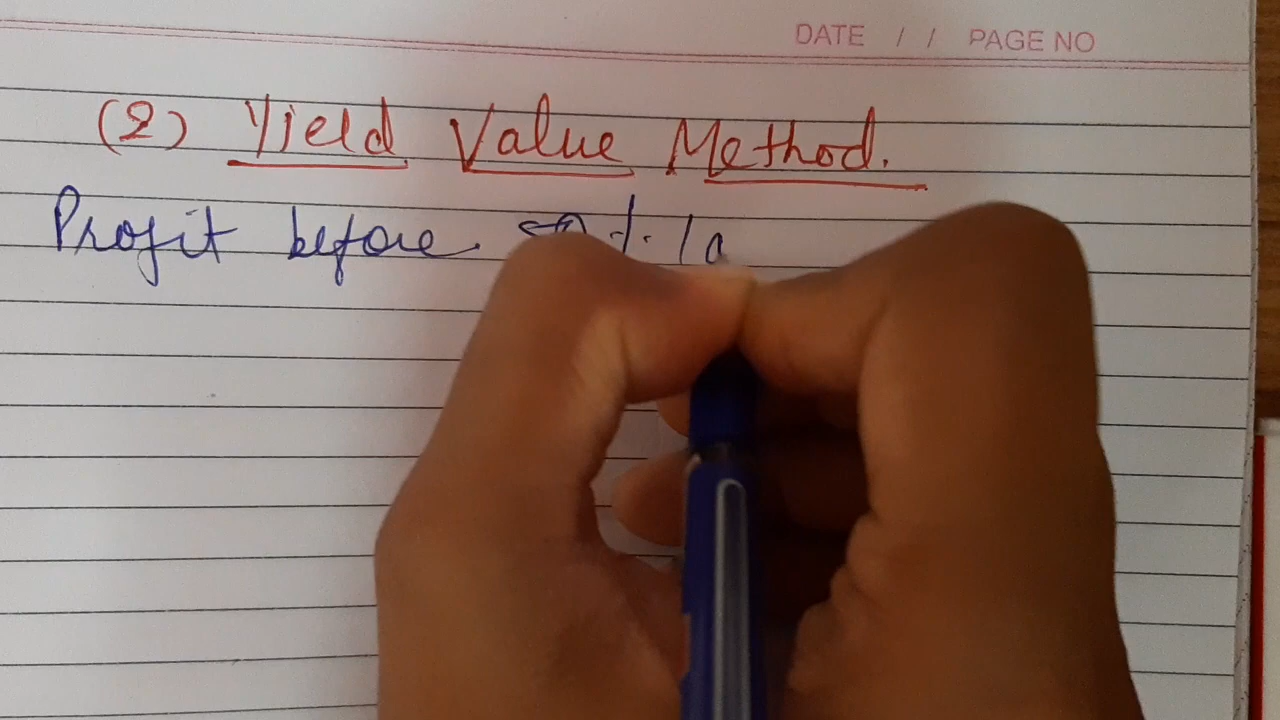 DATE / / PAGE NO
(2) Yield Value Method.
Profit before